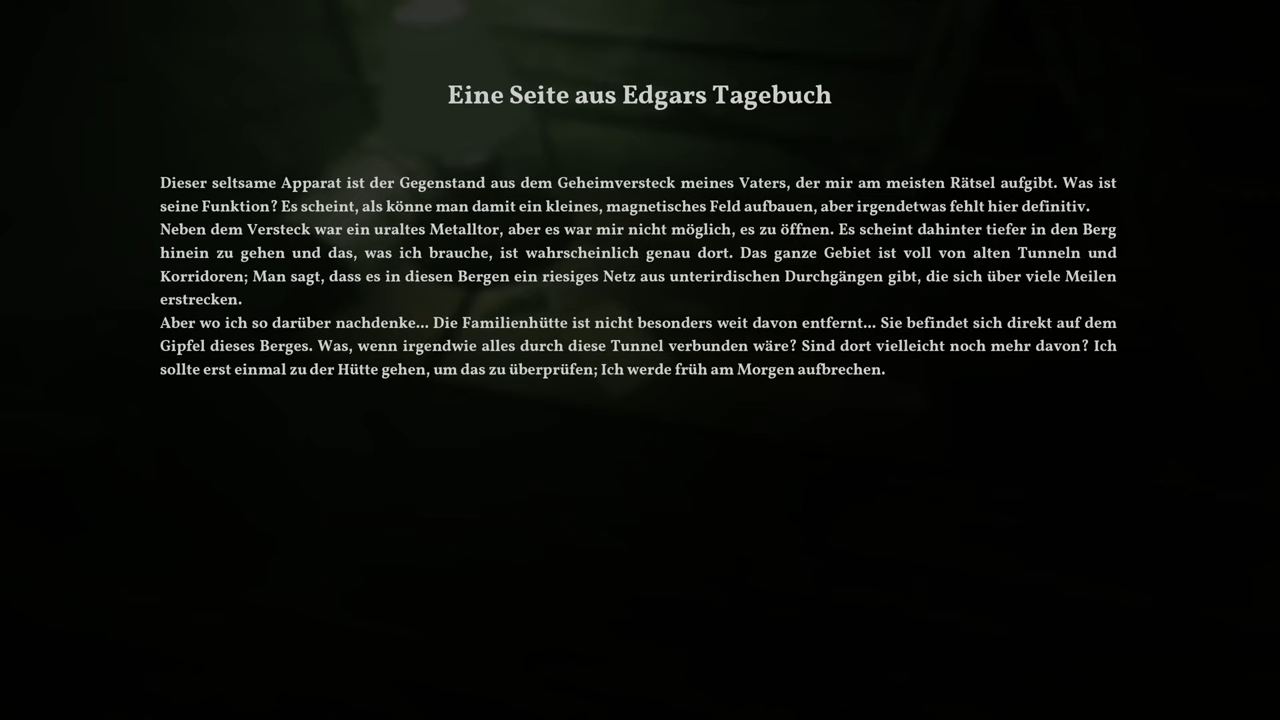 Eine Seite aus Edgars Tagebuch
Dieser seltsame Apparat ist der Gegenstand aus dem Geheimversteck meines Vaters, der mir am meisten Rätsel aufgibt. Was ist
seine Funktion? Es scheint, als könne man damit ein kleines, magnetisches Feld aufbauen, aber irgendetwas fehlt hier definitiv.
Neben dem Versteck war ein uraltes Metalltor, aber es war mir nicht möglich, es zu öffnen. Es scheint dahinter tiefer in den Berg
hinein zu gehen und das, was ich brauche, ist wahrscheinlich genau dort. Das ganze Gebiet ist voll von alten Tunneln und
Korridoren; Man sagt, dass es in diesen Bergen ein riesiges Netz aus unterirdischen Durchgängen gibt, die sich über viele Meilen
erstrecken.
Aber wo ich so darüber nachdenke... Die Familienhütte ist nicht besonders weit davon entfernt... Sie befindet sich direkt auf dem
Gipfel dieses Berges. Was, wenn irgendwie alles durch diese Tunnel verbunden wäre? Sind dort vielleicht noch mehr davon? Ich
sollte erst einmal zu der Hütte gehen, um das zu überprüfen; Ich werde früh am Morgen aufbrechen.